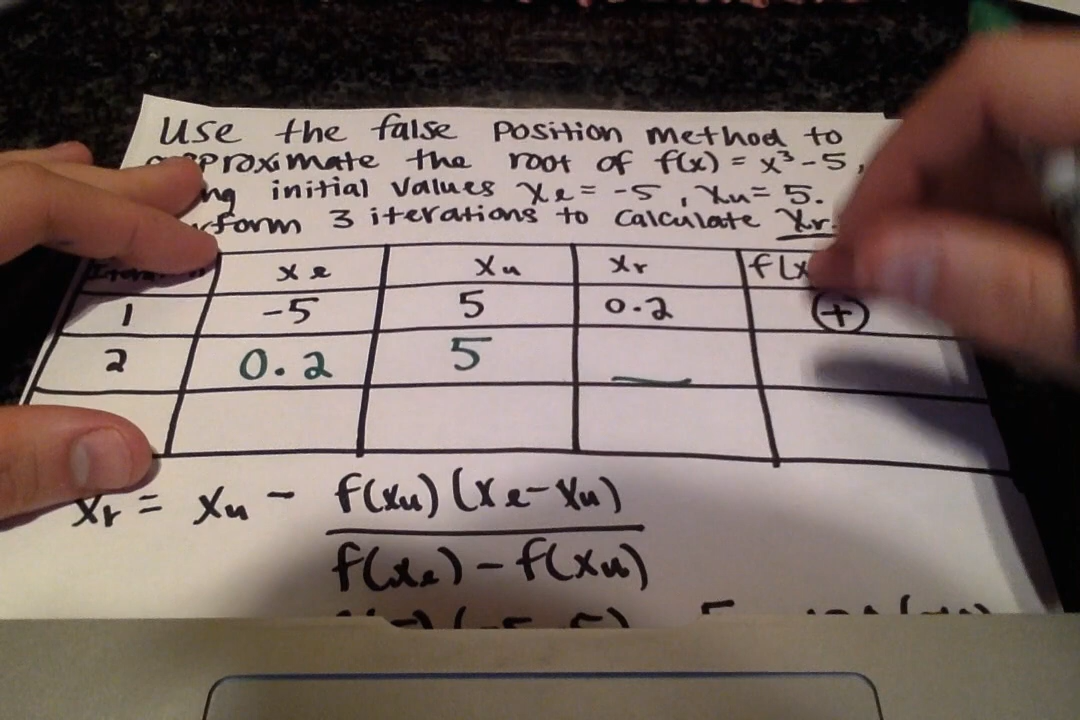 Use the false position method to
the root of f(x) = x³ - 5,
initial values xₗ = -5, xᵤ = 5.
3 iterations to calculate xr.
xₗ xᵤ xr
1 -5 5 0.2 +
2 0.2 5
xr = xᵤ - f(xᵤ)(xₗ-xᵤ)
f(xₗ) - f(xᵤ)